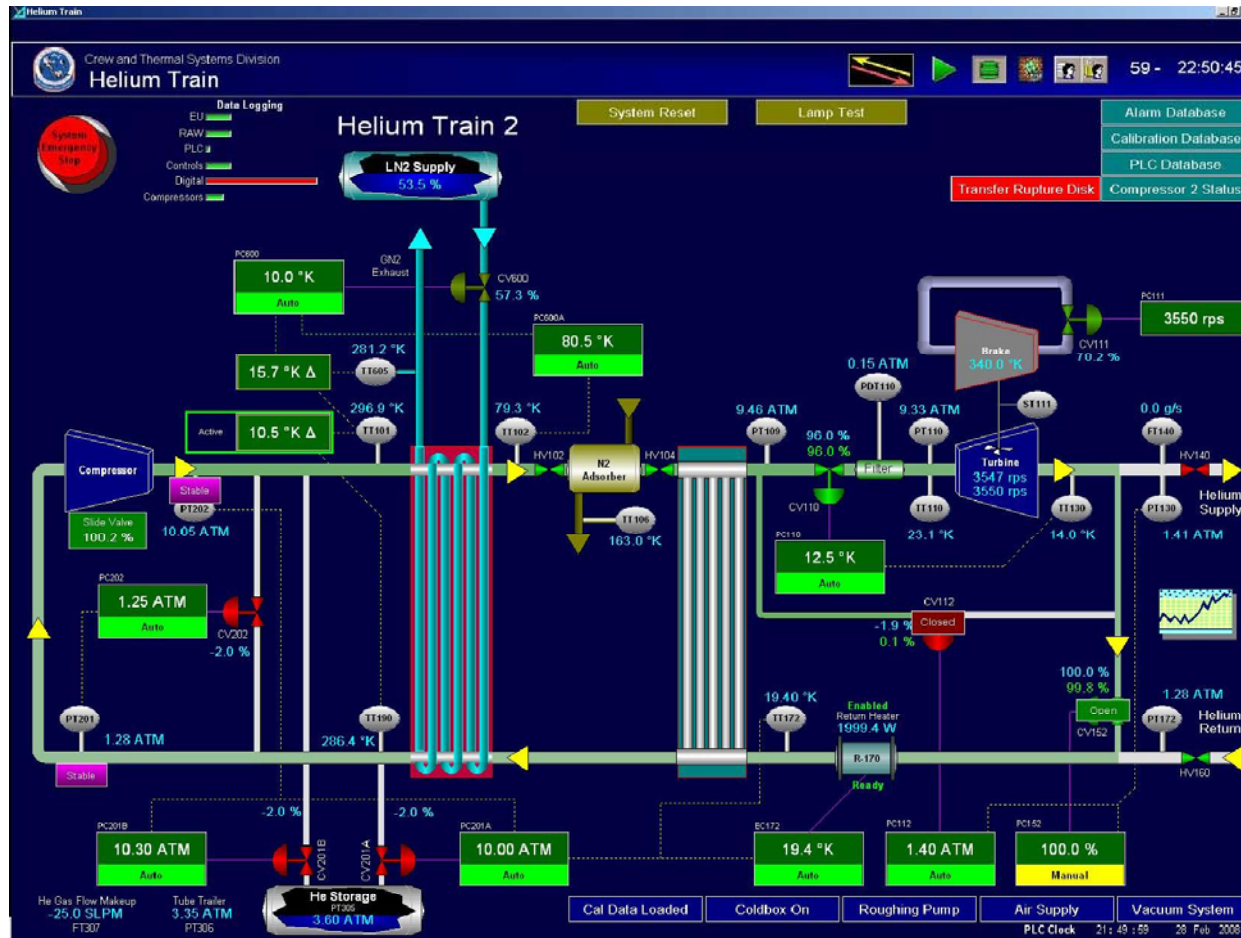 Helium Train
Crew and Thermal Systems Division
Helium Train
59 - 22:50:45
Data Logging
EU
RAW
PLC
Controls
Digital
Compressors
System
Emergency
Stop
Helium Train 2
System Reset
Lamp Test
Alarm Database
Calibration Database
PLC Database
Transfer Rupture Disk
Compressor 2 Status
LN2 Supply
53.5 %
GN2
Exhaust
PC600
10.0 °K
Auto
CV600
57.3 %
PC600A
80.5 °K
Auto
15.7 °K Δ
281.2 °K
TT605
Active
10.5 °K Δ
296.9 °K
TT101
79.3 °K
TT102
HV102
N2
Adsorber
HV104
TT106
163.0 °K
PC111
3550 rps
CV111
70.2 %
Brake
340.0 °K
ST111
0.15 ATM
PDT110
9.46 ATM
PT109
96.0 %
96.0 %
CV110
Filter
9.33 ATM
PT110
TT110
23.1 °K
Turbine
3547 rps
3550 rps
TT130
14.0 °K
0.0 g/s
FT140
HV140
Helium
Supply
PT130
1.41 ATM
PC110
12.5 °K
Auto
Compressor
Stable
PT202
10.05 ATM
Slide Valve
100.2 %
PC202
1.25 ATM
Auto
CV202
-2.0 %
CV112
Closed
-1.9 %
0.1 %
100.0 %
99.8 %
Open
CV152
1.28 ATM
PT172
Helium
Return
HV160
PT201
1.28 ATM
Stable
TT190
286.4 °K
19.40 °K
TT172
Enabled
Return Heater
1999.4 W
R-170
Ready
-2.0 %
-2.0 %
PC201B
10.30 ATM
Auto
CV201B
CV201A
PC201A
10.00 ATM
Auto
EC172
19.4 °K
Auto
PC112
1.40 ATM
Auto
PC152
100.0 %
Manual
He Gas Flow Makeup
-25.0 SLPM
FT307
Tube Trailer
3.35 ATM
PT306
He Storage
PT305
3.60 ATM
Cal Data Loaded
Coldbox On
Roughing Pump
Air Supply
Vacuum System
PLC Clock 21: 49 :59 28 Feb 2008